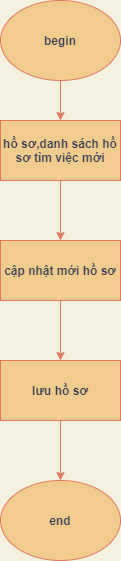 begin
hồ sơ,danh sách hồ
sơ tìm việc mới
cập nhật mới hồ sơ
lưu hồ sơ
end